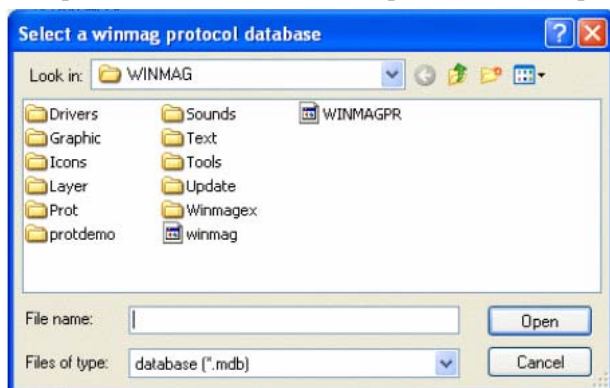 Select a winmag protocol database
Look in: WINMAG
Drivers
Graphic
Icons
Layer
Prot
protdemo
Sounds
Text
Tools
Update
Winmagex
winmag
WINMAGPR
File name:
Open
Files of type: database (*.mdb)
Cancel